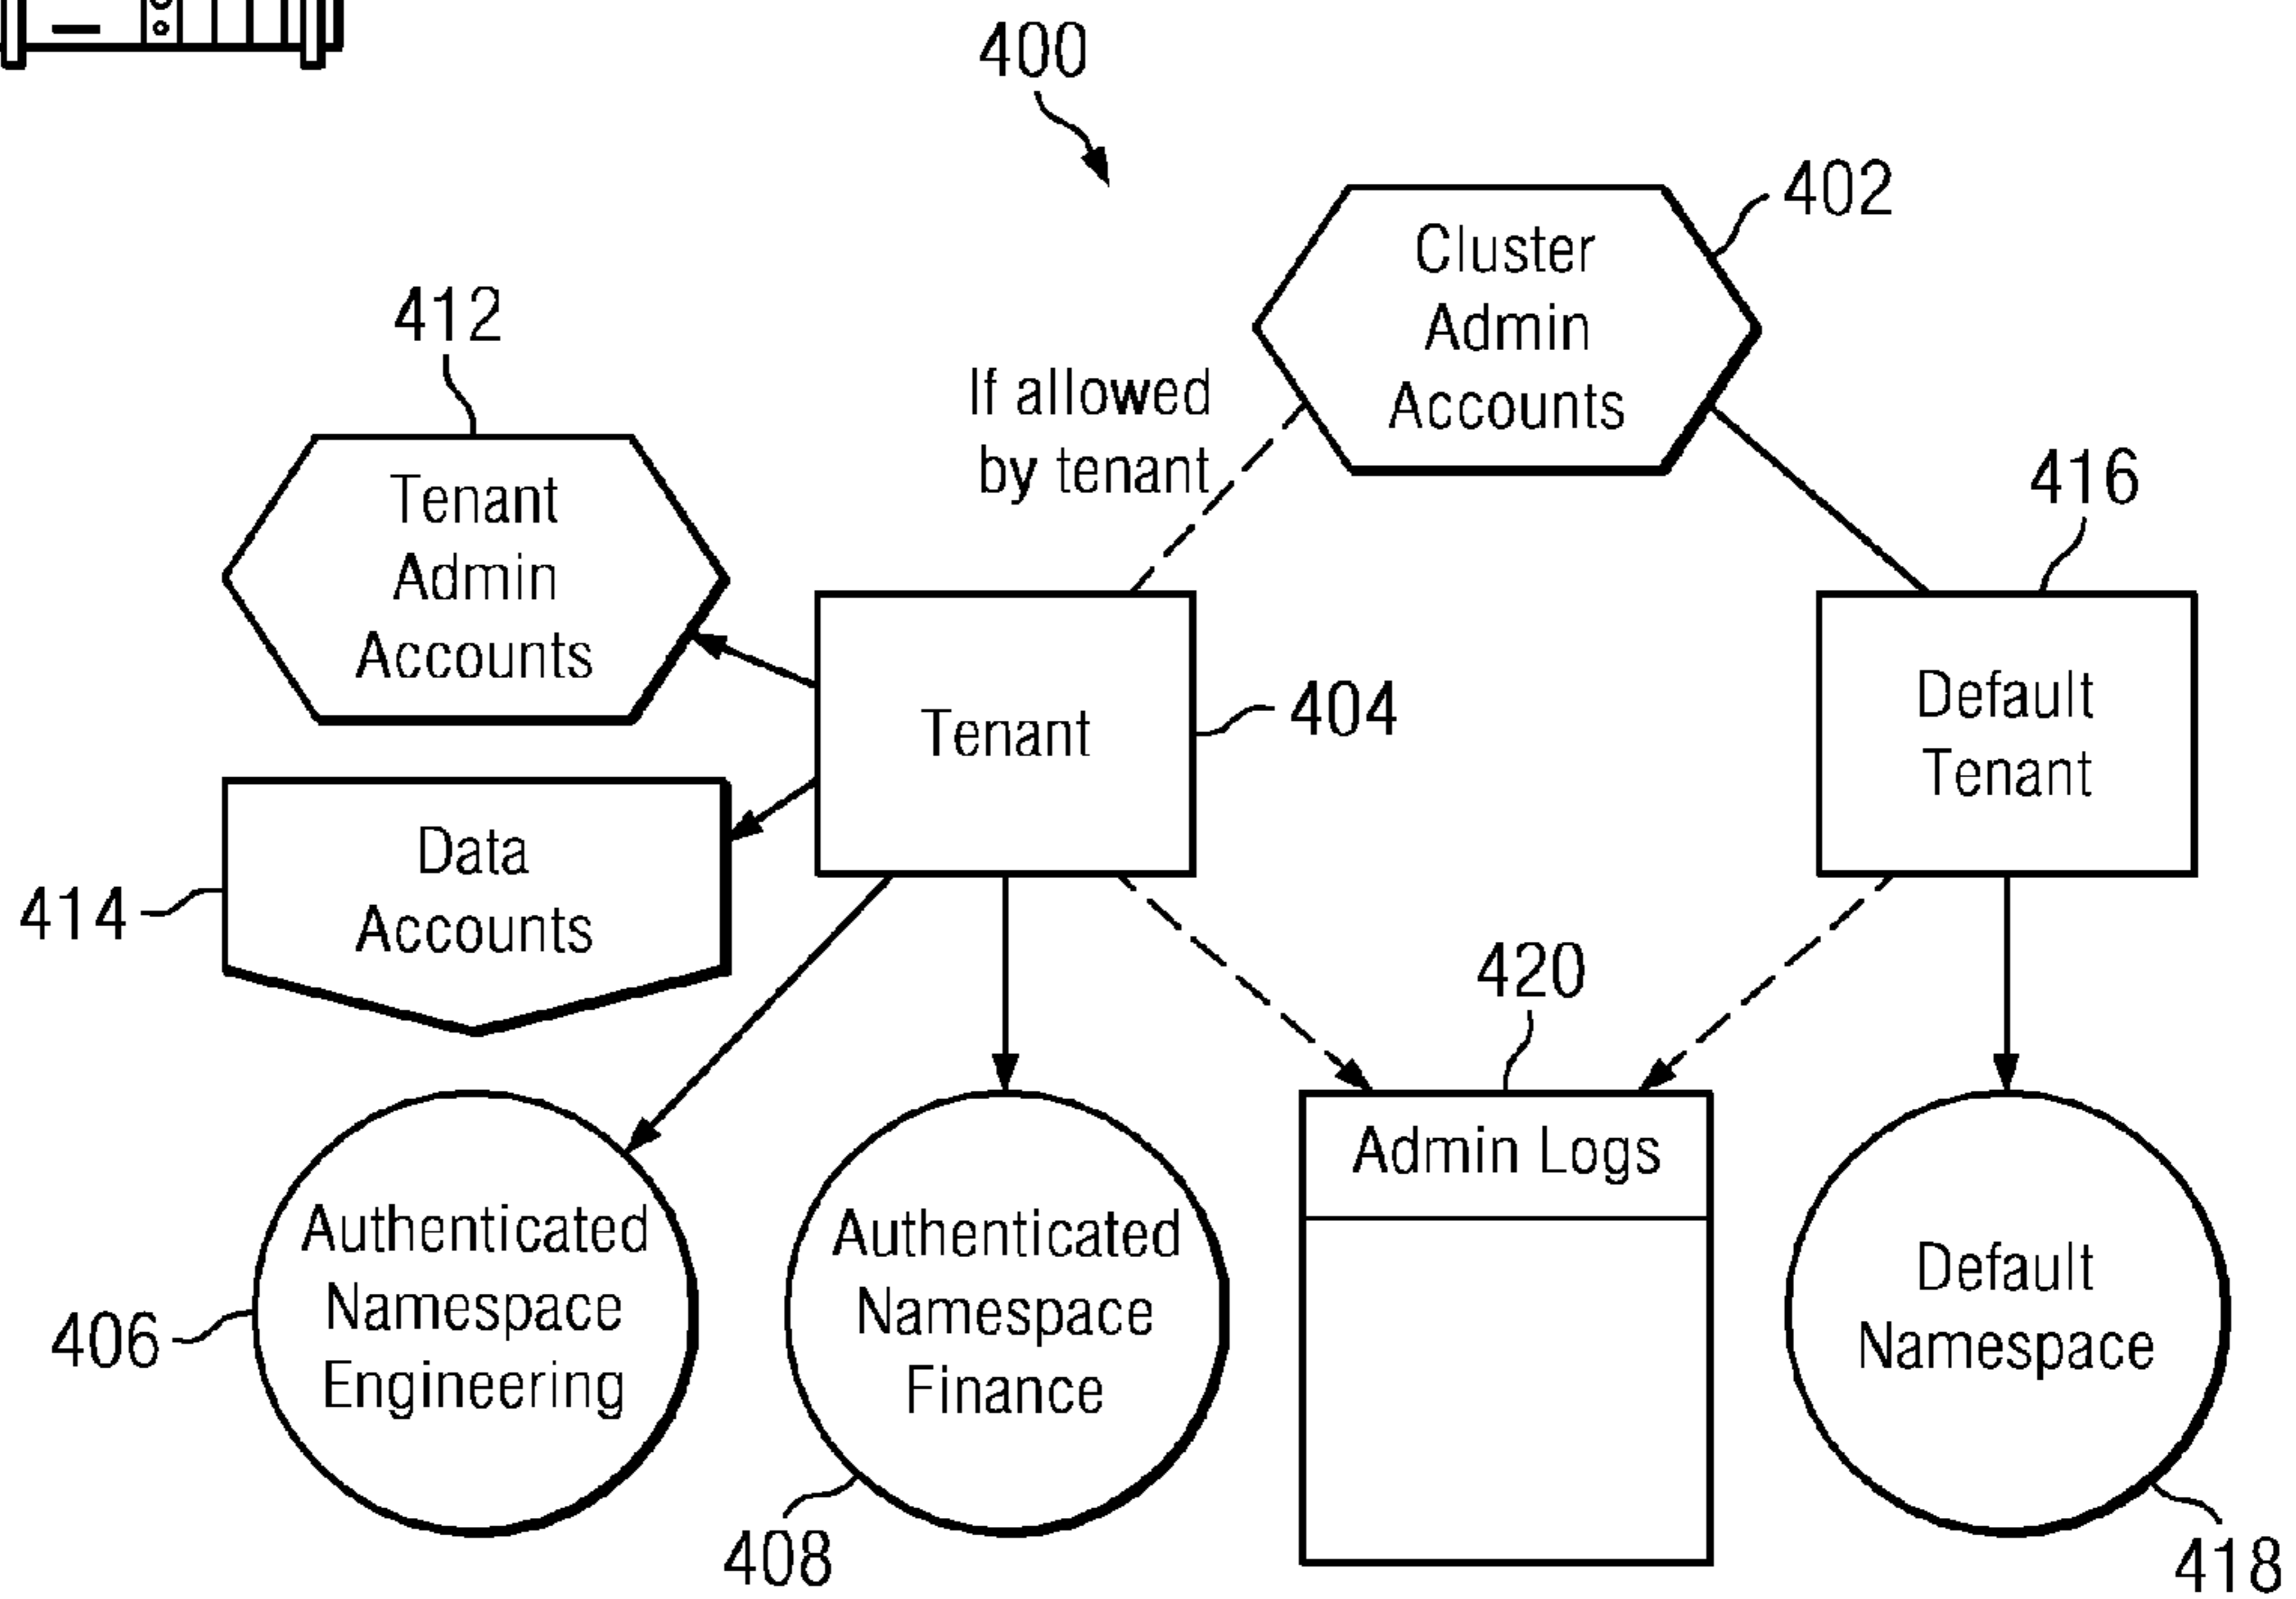 400
402
Cluster
Admin
Accounts
412
If allowed
by tenant
416
Tenant
Admin
Accounts
Tenant
404
Default
Tenant
Data
Accounts
414
420
Admin Logs
Authenticated
Namespace
Engineering
406
Authenticated
Namespace
Finance
408
Default
Namespace
418